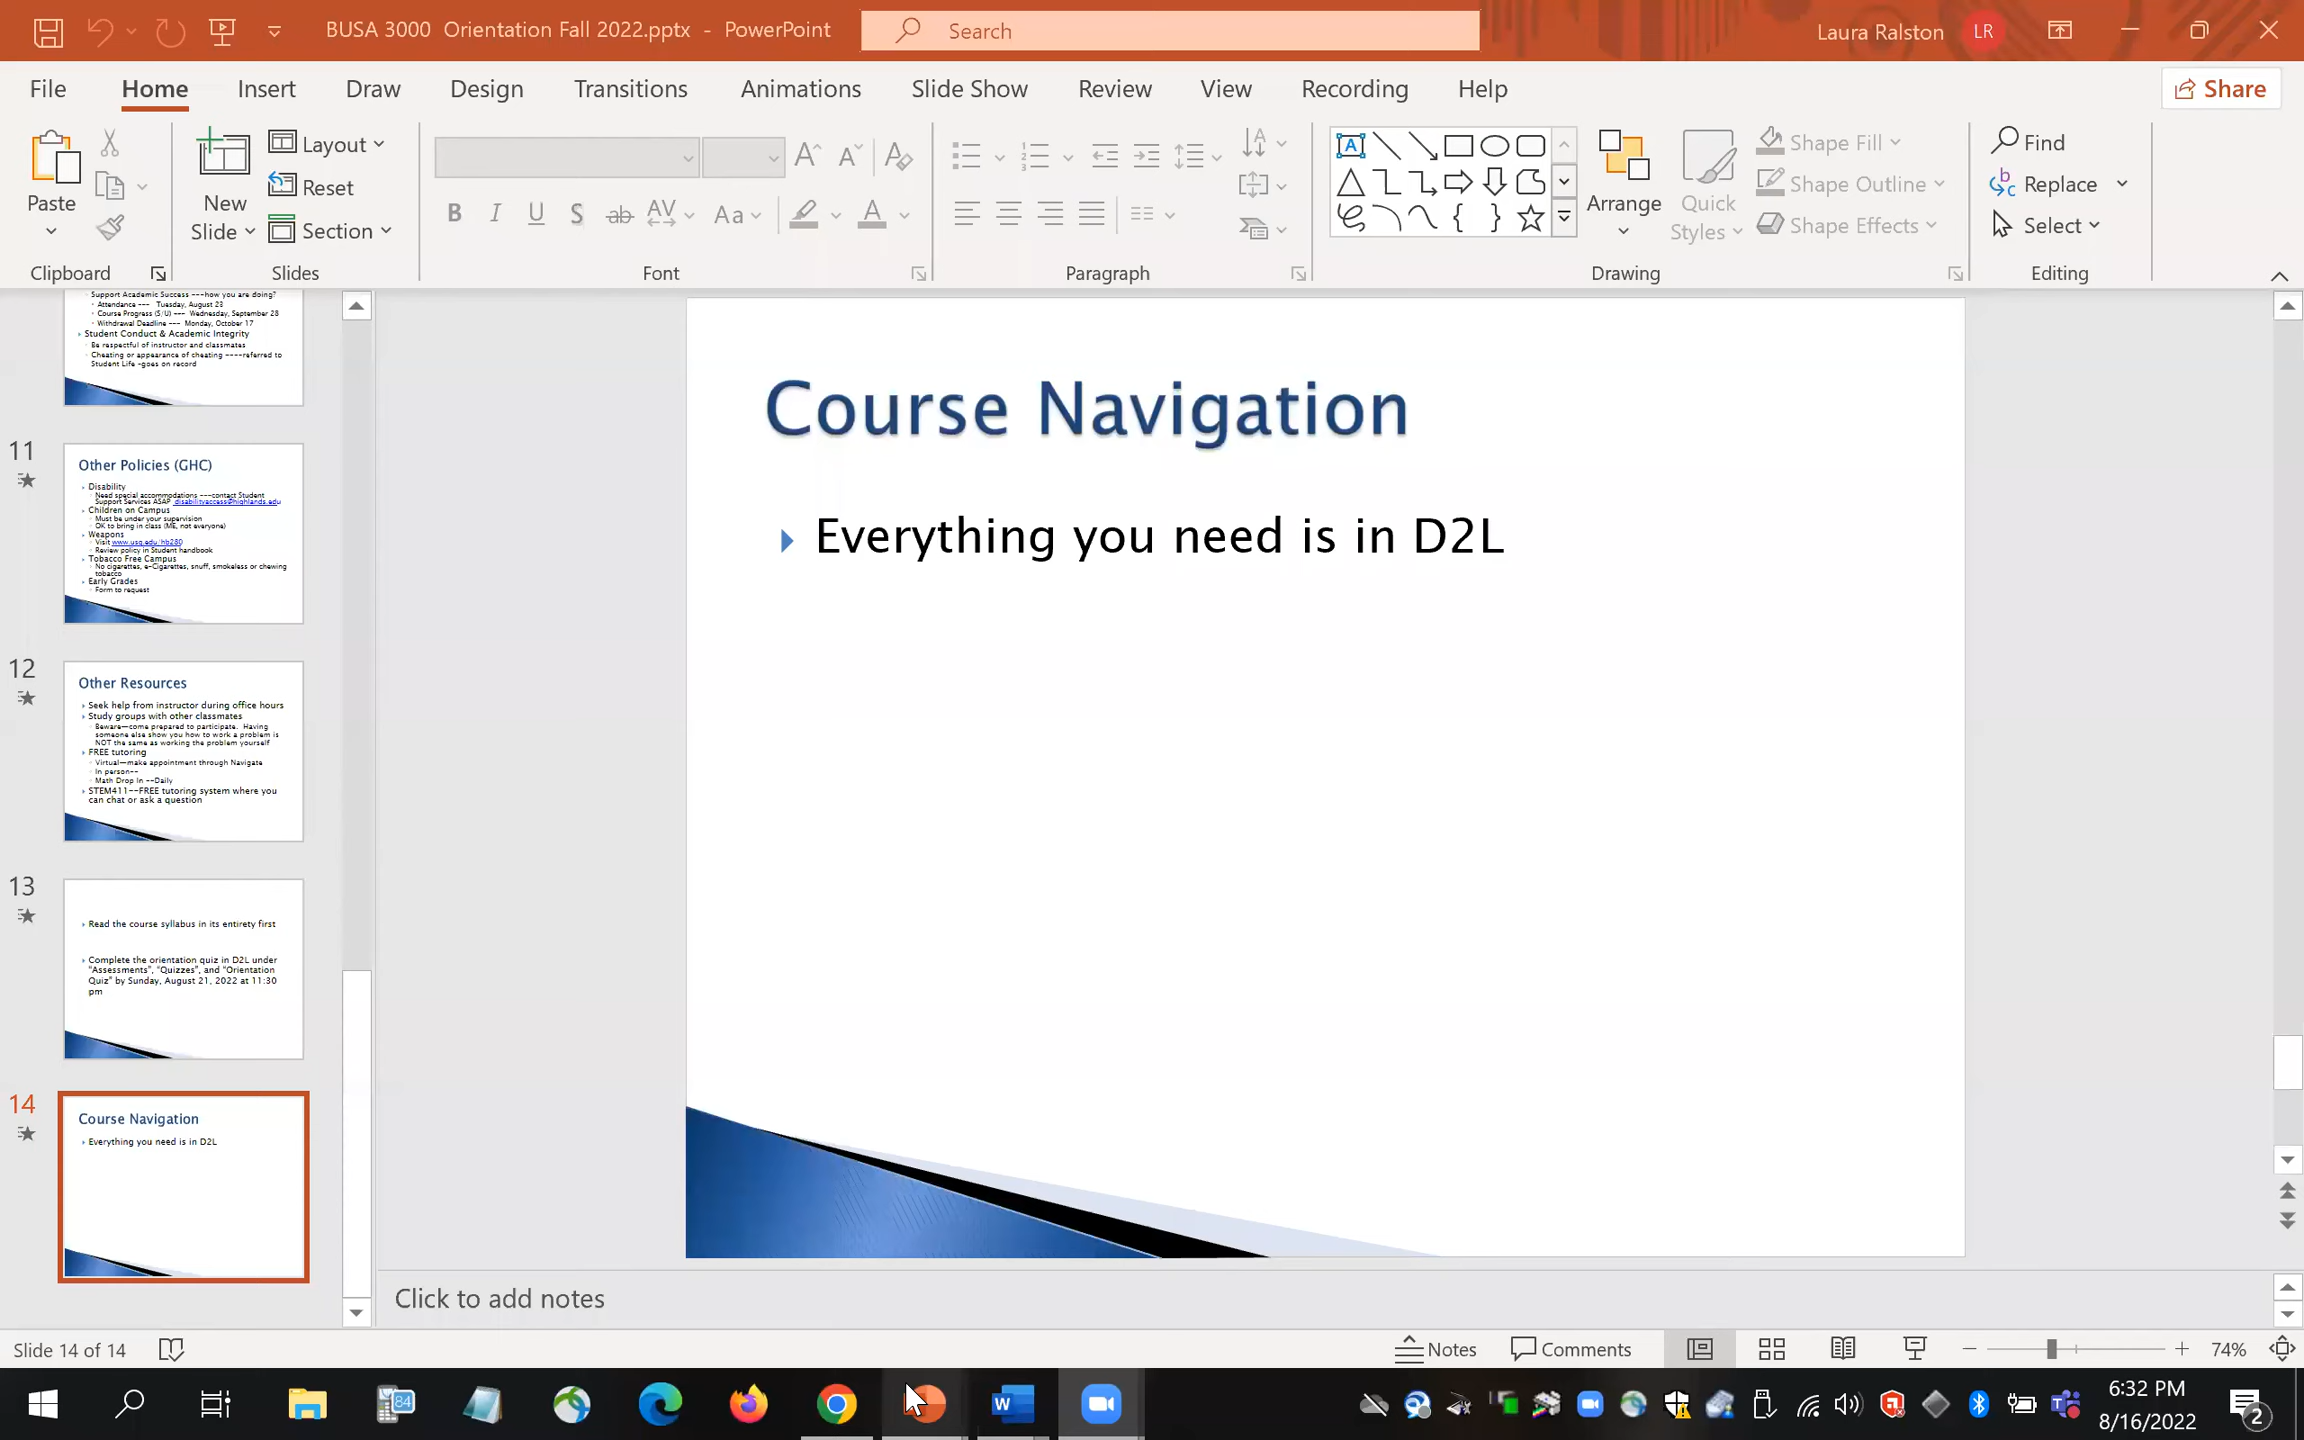 BUSA 3000 Orientation Fall 2022.pptx - PowerPoint
Search
Laura Ralston LR
File Home Insert Draw Design Transitions Animations Slide Show Review View Recording Help
Share
Paste
Clipboard
New
Slide
Layout
Reset
Section
Slides
B I U S ab AV Aa A
Font
Paragraph
Arrange
Quick
Styles
Shape Fill
Shape Outline
Shape Effects
Drawing
Find
Replace
Select
Editing
Support Academic Success ---how you are doing?
Attendance --- Tuesday, August 23
Course Progress (S/U) --- Wednesday, September 28
Withdrawal Deadline --- Monday, October 17
Student Conduct & Academic Integrity
Be respectful of instructor and classmates
Cheating or appearance of cheating ----referred to
Student Life -goes on record
11
Other Policies (GHC)
Disability
Need special accommodations ---contact Student
Support Services ASAP disabilityaccess@highlands.edu
Children on Campus
Must be under your supervision
OK to bring in class (ME, not everyone)
Weapons
Visit www.usg.edu/hb280
Review policy in Student handbook
Tobacco Free Campus
No cigarettes, e-Cigarettes, snuff, smokeless or chewing
tobacco
Early Grades
Form to request
12
Other Resources
Seek help from instructor during office hours
Study groups with other classmates
Beware—come prepared to participate. Having
someone else show you how to work a problem is
NOT the same as working the problem yourself
FREE tutoring
Virtual—make appointment through Navigate
In person--
Math Drop In --Daily
STEM411--FREE tutoring system where you
can chat or ask a question
13
Read the course syllabus in its entirety first
Complete the orientation quiz in D2L under
"Assessments", "Quizzes", and "Orientation
Quiz" by Sunday, August 21, 2022 at 11:30
pm
14
Course Navigation
Everything you need is in D2L
Course Navigation
Everything you need is in D2L
Click to add notes
Slide 14 of 14
Notes
Comments
74%
84
6:32 PM
8/16/2022
2